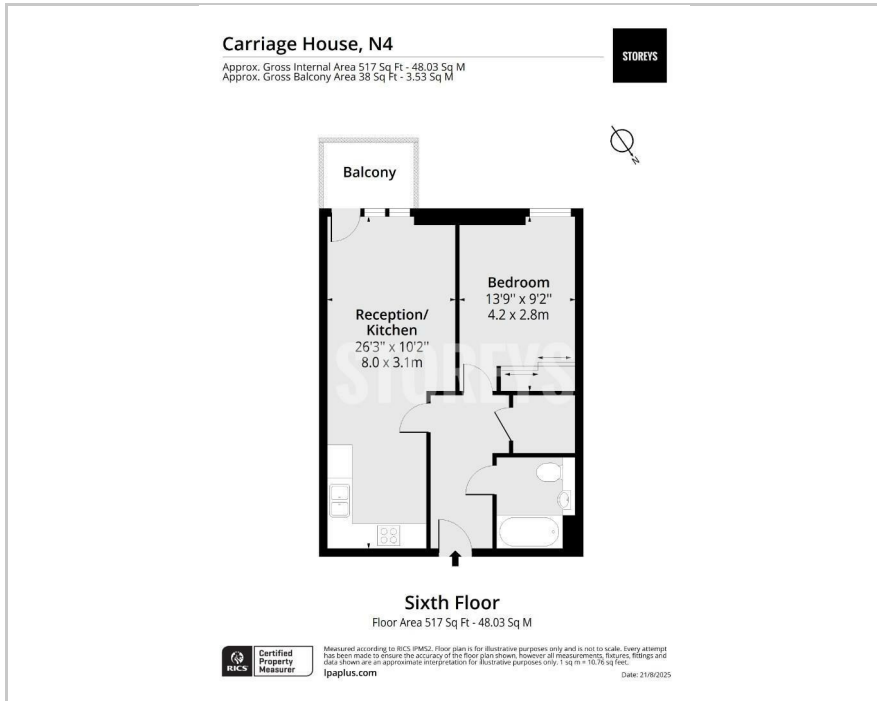 Carriage House, N4
Approx. Gross Internal Area 517 Sq Ft - 48.03 Sq M
Approx. Gross Balcony Area 38 Sq Ft - 3.53 Sq M
STOREYS
N
Balcony
Bedroom
13'9" x 9'2"
4.2 x 2.8m
Reception/
Kitchen
26'3" x 10'2"
8.0 x 3.1m
STOREYS
Sixth Floor
Floor Area 517 Sq Ft - 48.03 Sq M
RICS
Certified
Property
Measurer
Measured according to RICS IPMS2. Floor plan is for illustrative purposes only and is not to scale. Every attempt
has been made to ensure the accuracy of the floor plan shown, however all measurements, fixtures, fittings and
data shown are an approximate interpretation for illustrative purposes only. 1 sq m = 10.76 sq feet.
lpaplus.com
Date: 21/8/2025